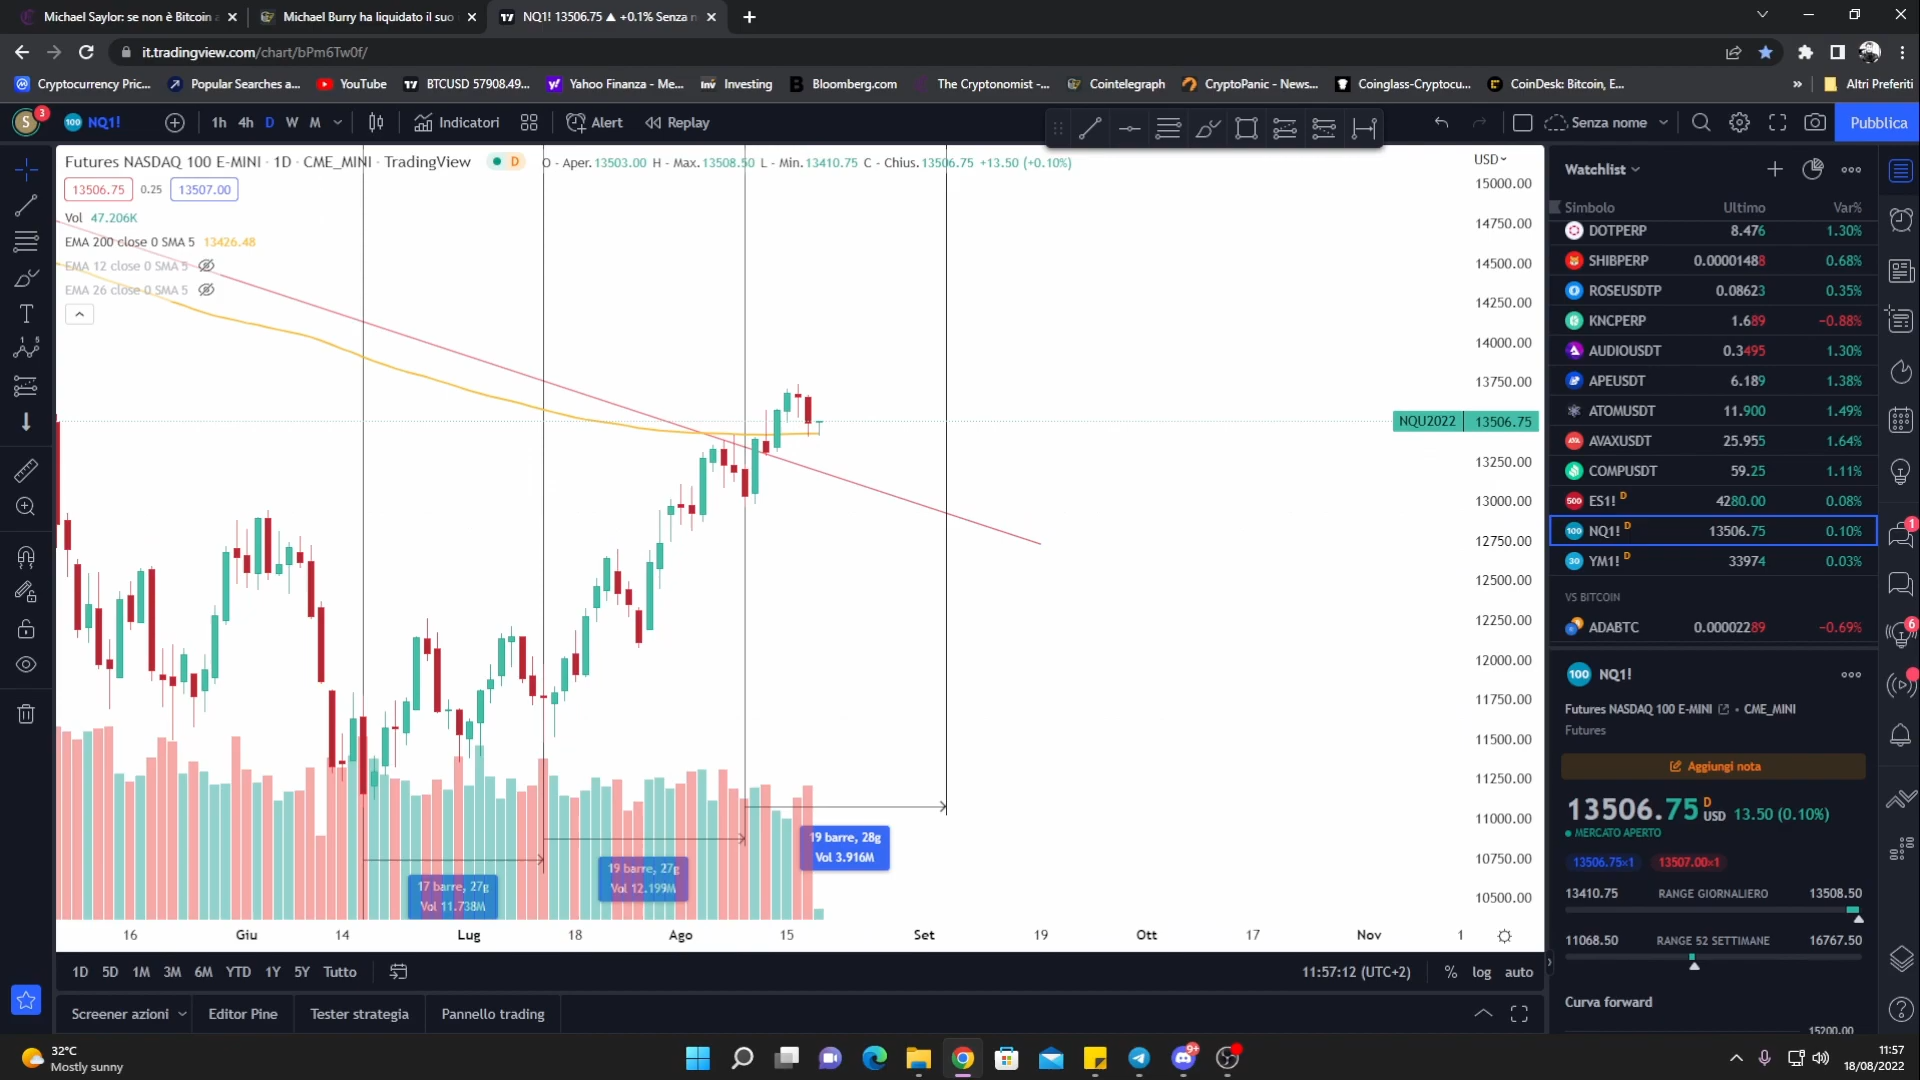 Michael Saylor: se non è Bitcoin a
Michael Burry ha liquidato il suo
NQ1! 13506.75 ▲ +0.1% Senza n
it.tradingview.com/chart/bPm6Tw0f/
Cryptocurrency Pric...
Popular Searches a...
YouTube
BTCUSD 57908.49...
Yahoo Finanza - Me...
Investing
Bloomberg.com
The Cryptonomist -...
Cointelegraph
CryptoPanic - News...
Coinglass-Cryptocu...
CoinDesk: Bitcoin, E...
»
Altri Preferiti
S 3
100 NQ1!
1h 4h D W M
Indicatori
Alert
Replay
Senza nome
Pubblica
Futures NASDAQ 100 E-MINI · 1D · CME_MINI · TradingView
D
O - Aper.13503.00 H - Max.13508.50 L - Min.13410.75 C - Chius.13506.75 +13.50 (+0.10%)
13506.75 0.25 13507.00
Vol 47.206K
EMA 200 close 0 SMA 5 13426.48
EMA 12 close 0 SMA 5
EMA 26 close 0 SMA 5
USD
15000.00
14750.00
14500.00
14250.00
14000.00
13750.00
NQU2022 13506.75
13250.00
13000.00
12750.00
12500.00
12250.00
12000.00
11750.00
11500.00
11250.00
11000.00
10750.00
10500.00
17 barre, 27g
Vol 11.738M
19 barre, 27g
Vol 12.199M
19 barre, 28g
Vol 3.916M
16 Giu 14 Lug 18 Ago 15 Set 19 Ott 17 Nov 1
1D 5D 1M 3M 6M YTD 1Y 5Y Tutto
11:57:12 (UTC+2)
% log auto
Screener azioni
Editor Pine
Tester strategia
Pannello trading
Watchlist
Simbolo Ultimo Var%
DOTPERP 8.476 1.30%
SHIBPERP 0.00001488 0.68%
ROSEUSDTP 0.08623 0.35%
KNCPERP 1.689 −0.88%
AUDIOUSDT 0.3495 1.30%
APEUSDT 6.189 1.38%
ATOMUSDT 11.900 1.49%
AVAXUSDT 25.955 1.64%
COMPUSDT 59.25 1.11%
500 ES1! D 4280.00 0.08%
100 NQ1! D 13506.75 0.10%
30 YM1! D 33974 0.03%
VS BITCOIN
ADABTC 0.00002289 −0.69%
100 NQ1!
Futures NASDAQ 100 E-MINI • CME_MINI
Futures
Aggiungi nota
13506.75 D USD 13.50 (0.10%)
MERCATO APERTO
13506.75×1 13507.00×1
13410.75 RANGE GIORNALIERO 13508.50
11068.50 RANGE 52 SETTIMANE 16767.50
Curva forward
15200.00
1
6
32°C
Mostly sunny
9+
11:57
18/08/2022